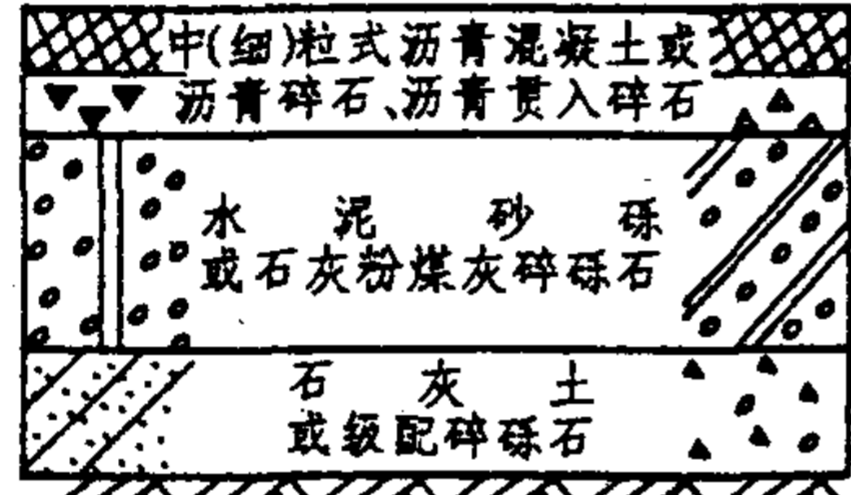 中(细)粒式沥青混凝土或
沥青碎石、沥青贯入碎石
水泥砂砾
或石灰粉煤灰碎砾石
石灰土
或级配碎砾石